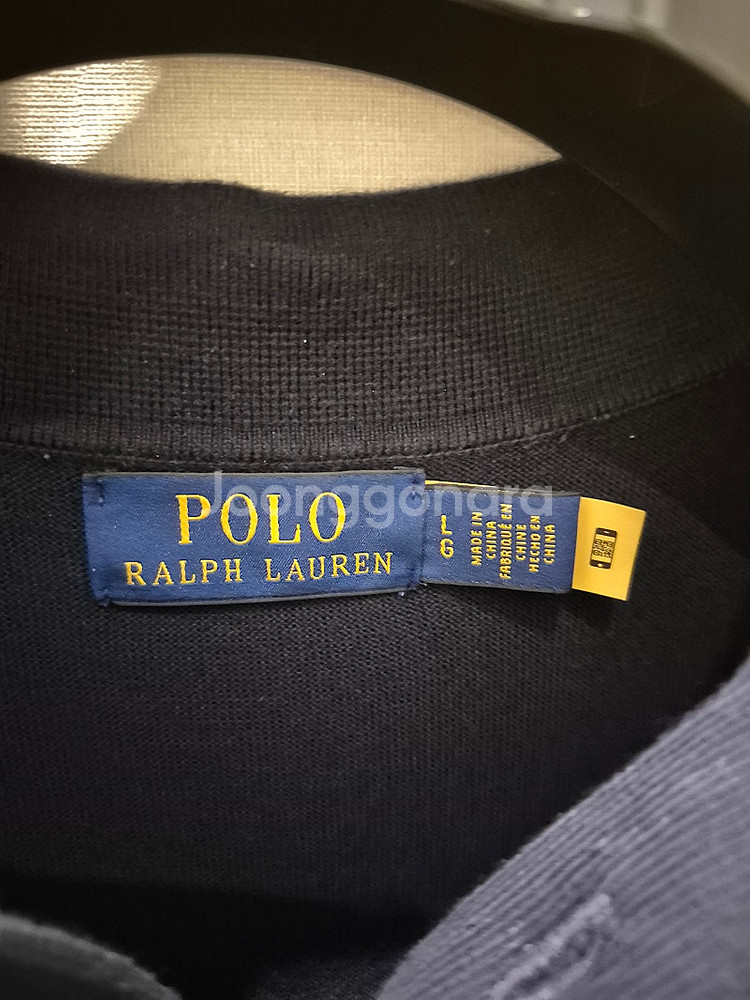 Joonggonara
POLO
RALPH LAUREN
L
G
MADE IN
CHINA
FABRIQUÉ EN
CHINE
HECHO EN
CHINA